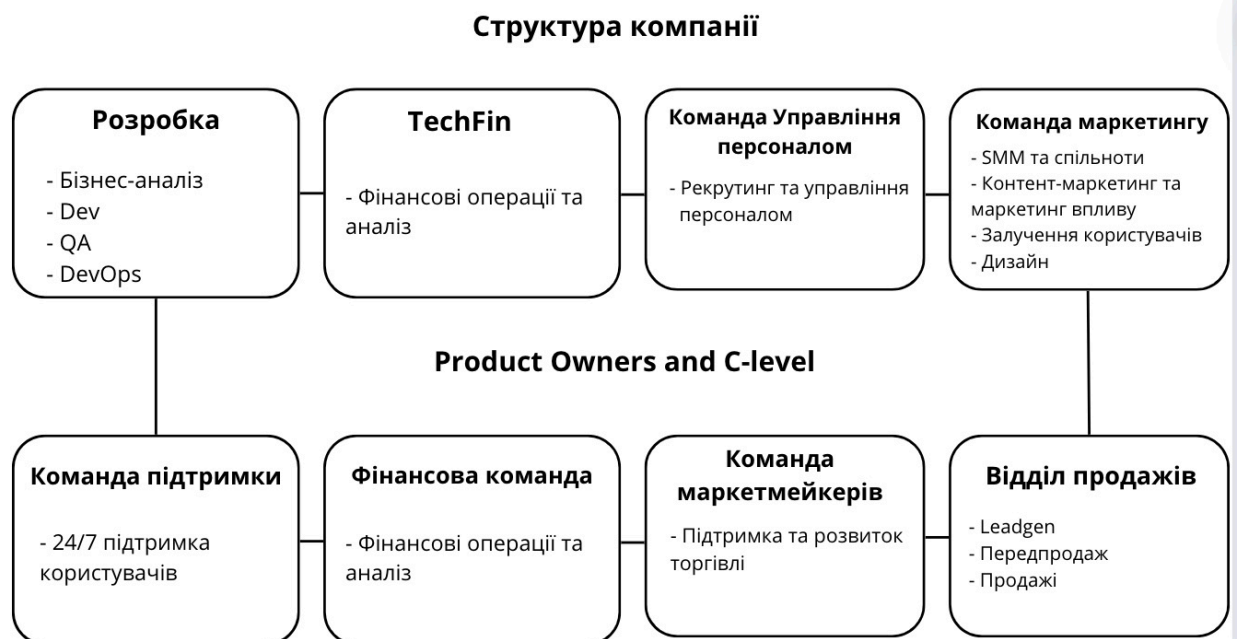 Структура компанії
Розробка
- Бізнес-аналіз
- Dev
- QA
- DevOps
TechFin
- Фінансові операції та
аналіз
Команда Управління
персоналом
- Рекрутинг та управління
персоналом
Команда маркетингу
- SMM та спільноти
- Контент-маркетинг та
маркетинг впливу
- Залучення користувачів
- Дизайн
Product Owners and C-level
Команда підтримки
- 24/7 підтримка
користувачів
Фінансова команда
- Фінансові операції та
аналіз
Команда
маркетмейкерів
- Підтримка та розвиток
торгівлі
Відділ продажів
- Leadgen
- Передпродаж
- Продажі